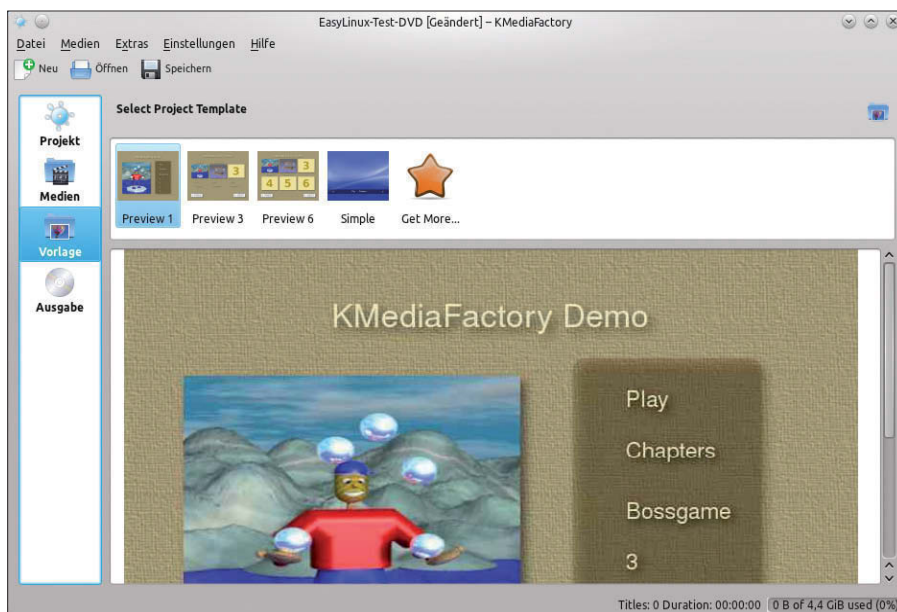 EasyLinux-Test-DVD [Geändert] – KMediaFactory
Datei Medien Extras Einstellungen Hilfe
Neu Öffnen Speichern
Projekt
Medien
Vorlage
Ausgabe
Select Project Template
3
3
4 5 6
Preview 1 Preview 3 Preview 6 Simple Get More...
KMediaFactory Demo
Play
Chapters
Bossgame
3
Titles: 0 Duration: 00:00:00 0 B of 4,4 GiB used (0%)